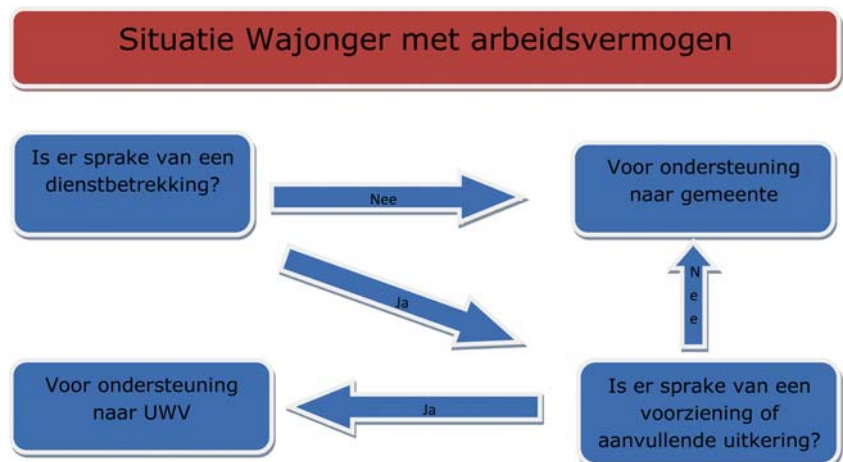 Situatie Wajonger met arbeidsvermogen
Is er sprake van een
dienstbetrekking?
Nee
Voor ondersteuning
naar gemeente
Ja
Nee
Voor ondersteuning
naar UWV
Ja
Is er sprake van een
voorziening of
aanvullende uitkering?